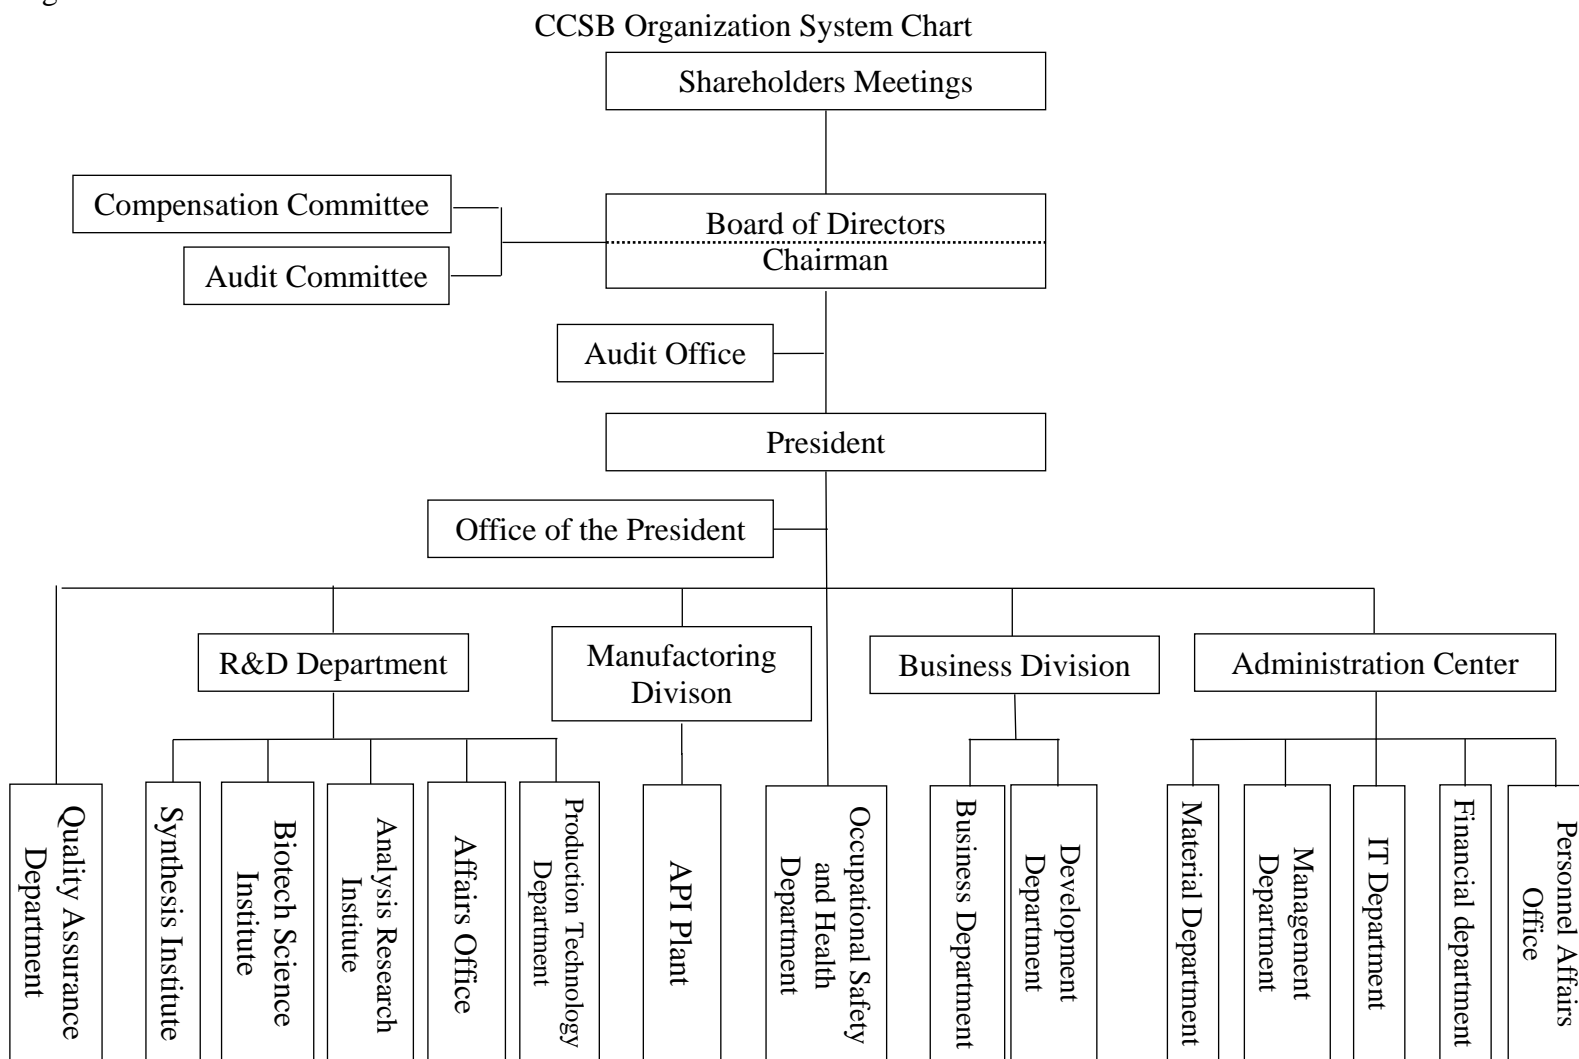 CCSB Organization System Chart
Shareholders Meetings
Compensation Committee
Board of Directors
Chairman
Audit Committee
Audit Office
President
Office of the President
R&D Department
Manufactoring
Divison
Business Division
Administration Center
Quality Assurance
Department
Synthesis Institute
Biotech Science
Institute
Analysis Research
Institute
Affairs Office
Production Technology
Department
API Plant
Occupational Safety
and Health
Department
Business Department
Development
Department
Material Department
Management
Department
IT Department
Financial department
Personnel Affairs
Office